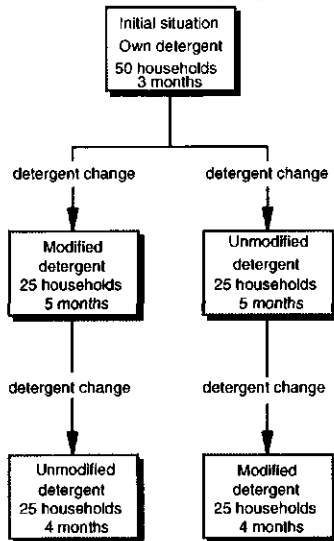 Initial situation
Own detergent
50 households
3 months
detergent change
detergent change
Modified
detergent
25 households
5 months
Unmodified
detergent
25 households
5 months
detergent change
detergent change
Unmodified
detergent
25 households
4 months
Modified
detergent
25 households
4 months